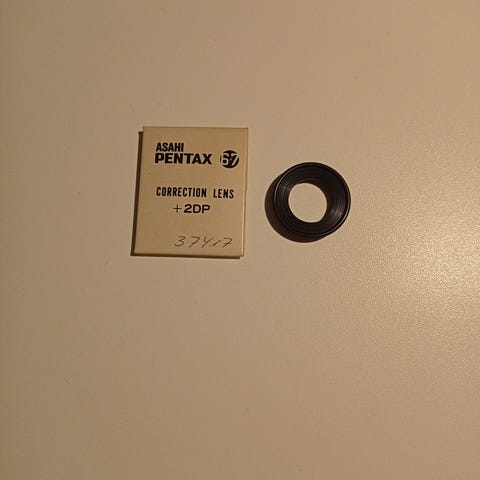 ASAHI
PENTAX 67
CORRECTION LENS
+2DP
37417